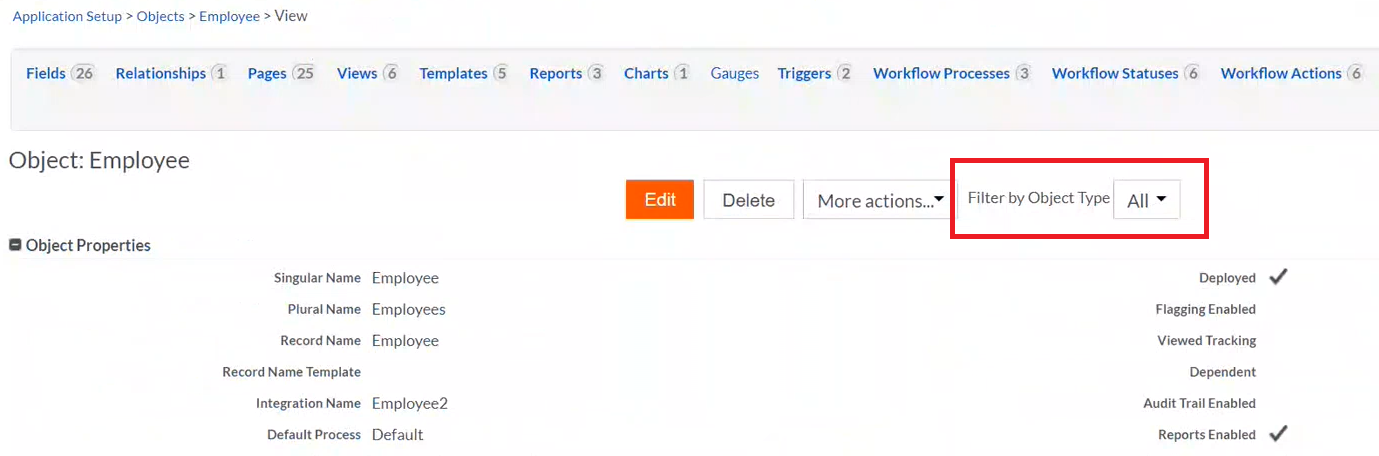 Application Setup > Objects > Employee > View
Fields 26 Relationships 1 Pages 25 Views 6 Templates 5 Reports 3 Charts 1 Gauges Triggers 2 Workflow Processes 3 Workflow Statuses 6 Workflow Actions 6
Object: Employee
Edit Delete More actions... Filter by Object Type All
Object Properties
Singular Name Employee Deployed
Plural Name Employees Flagging Enabled
Record Name Employee Viewed Tracking
Record Name Template Dependent
Integration Name Employee2 Audit Trail Enabled
Default Process Default Reports Enabled